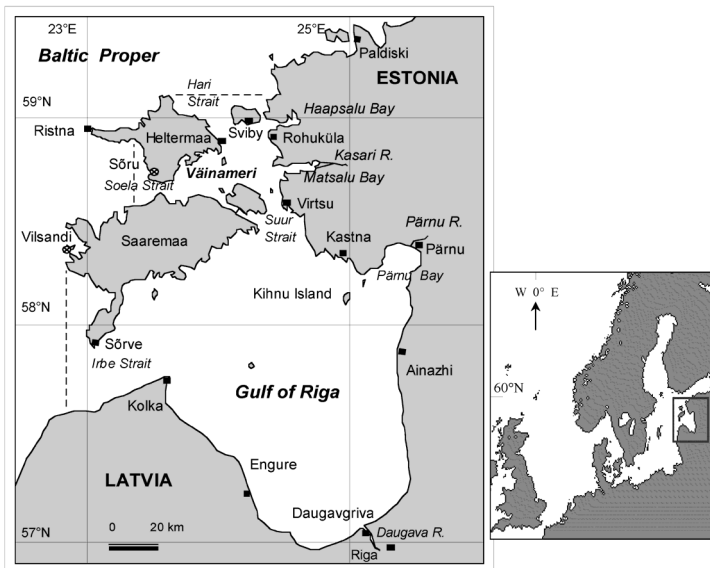 23°E
25°E
Baltic Proper
Paldiski
ESTONIA
Hari
Strait
59°N
Haapsalu Bay
Ristna
Sviby
Heltermaa
Rohuküla
Kasari R.
Sõru
Väinameri
Matsalu Bay
Soela Strait
Virtsu
Suur
Strait
Pärnu R.
Vilsandi
Saaremaa
Kastna
Pärnu
Pärnu Bay
Kihnu Island
58°N
Sõrve
Irbe Strait
Ainazhi
Gulf of Riga
Kolka
LATVIA
Engure
Daugavgriva
0 20 km
Daugava R.
57°N
Riga
W 0° E
60°N